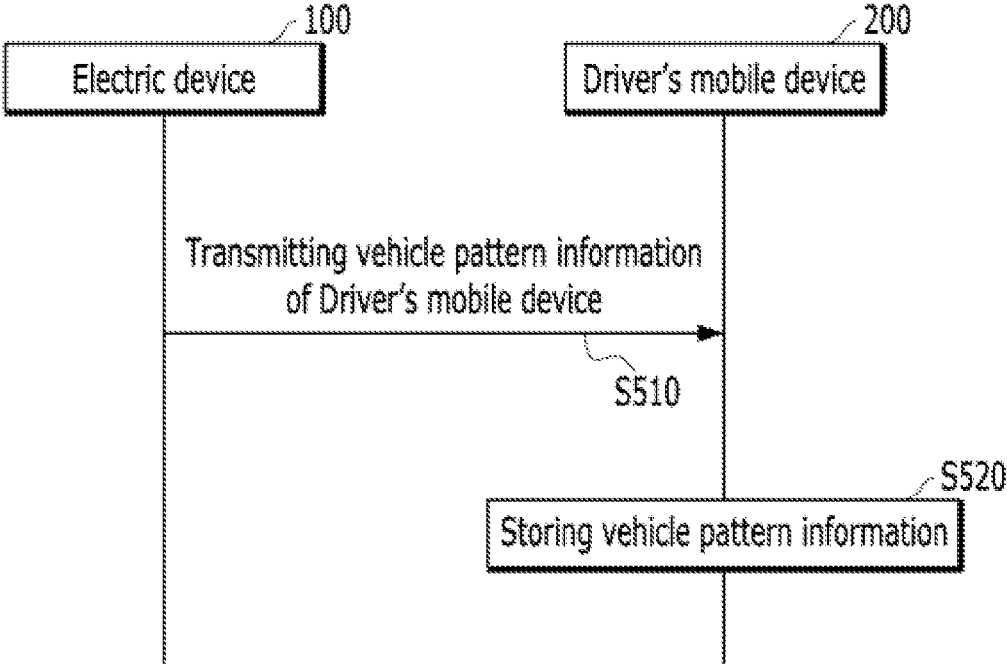 100
200
Electric device
Driver's mobile device
Transmitting vehicle pattern information
of Driver's mobile device
S510
S520
Storing vehicle pattern information